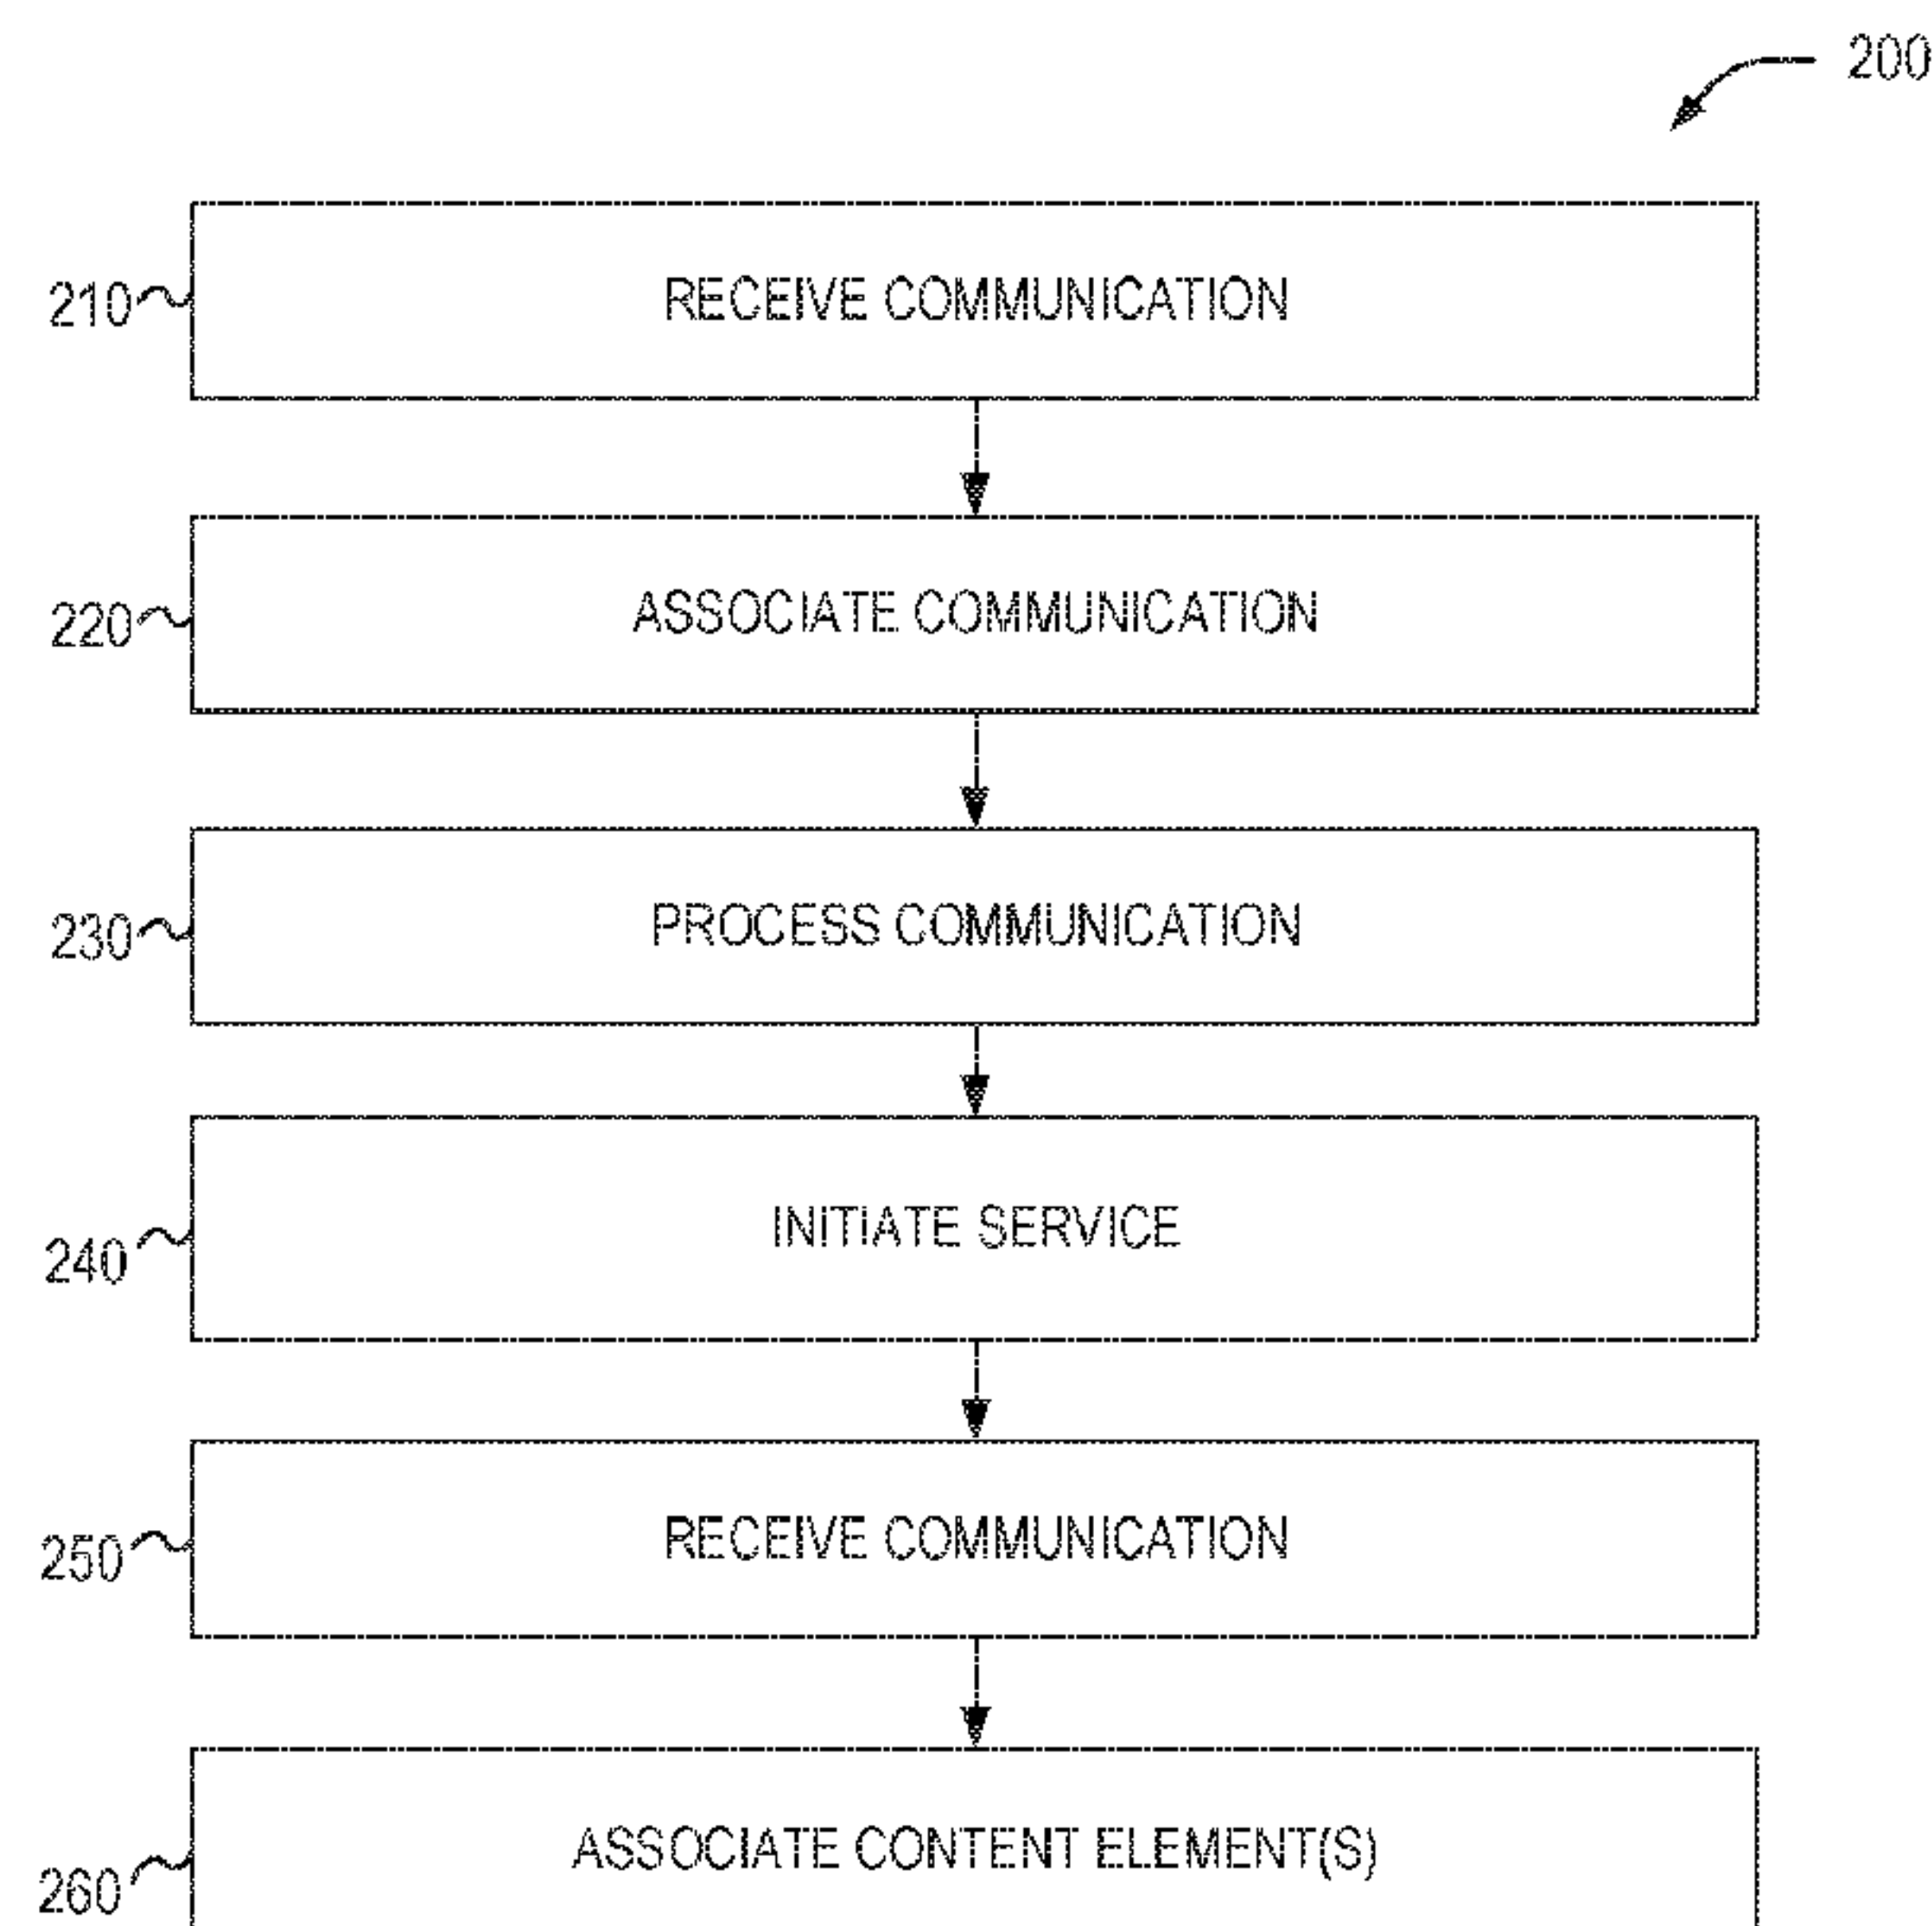 200
210 RECEIVE COMMUNICATION
220 ASSOCIATE COMMUNICATION
230 PROCESS COMMUNICATION
240 INITIATE SERVICE
250 RECEIVE COMMUNICATION
260 ASSOCIATE CONTENT ELEMENT(S)